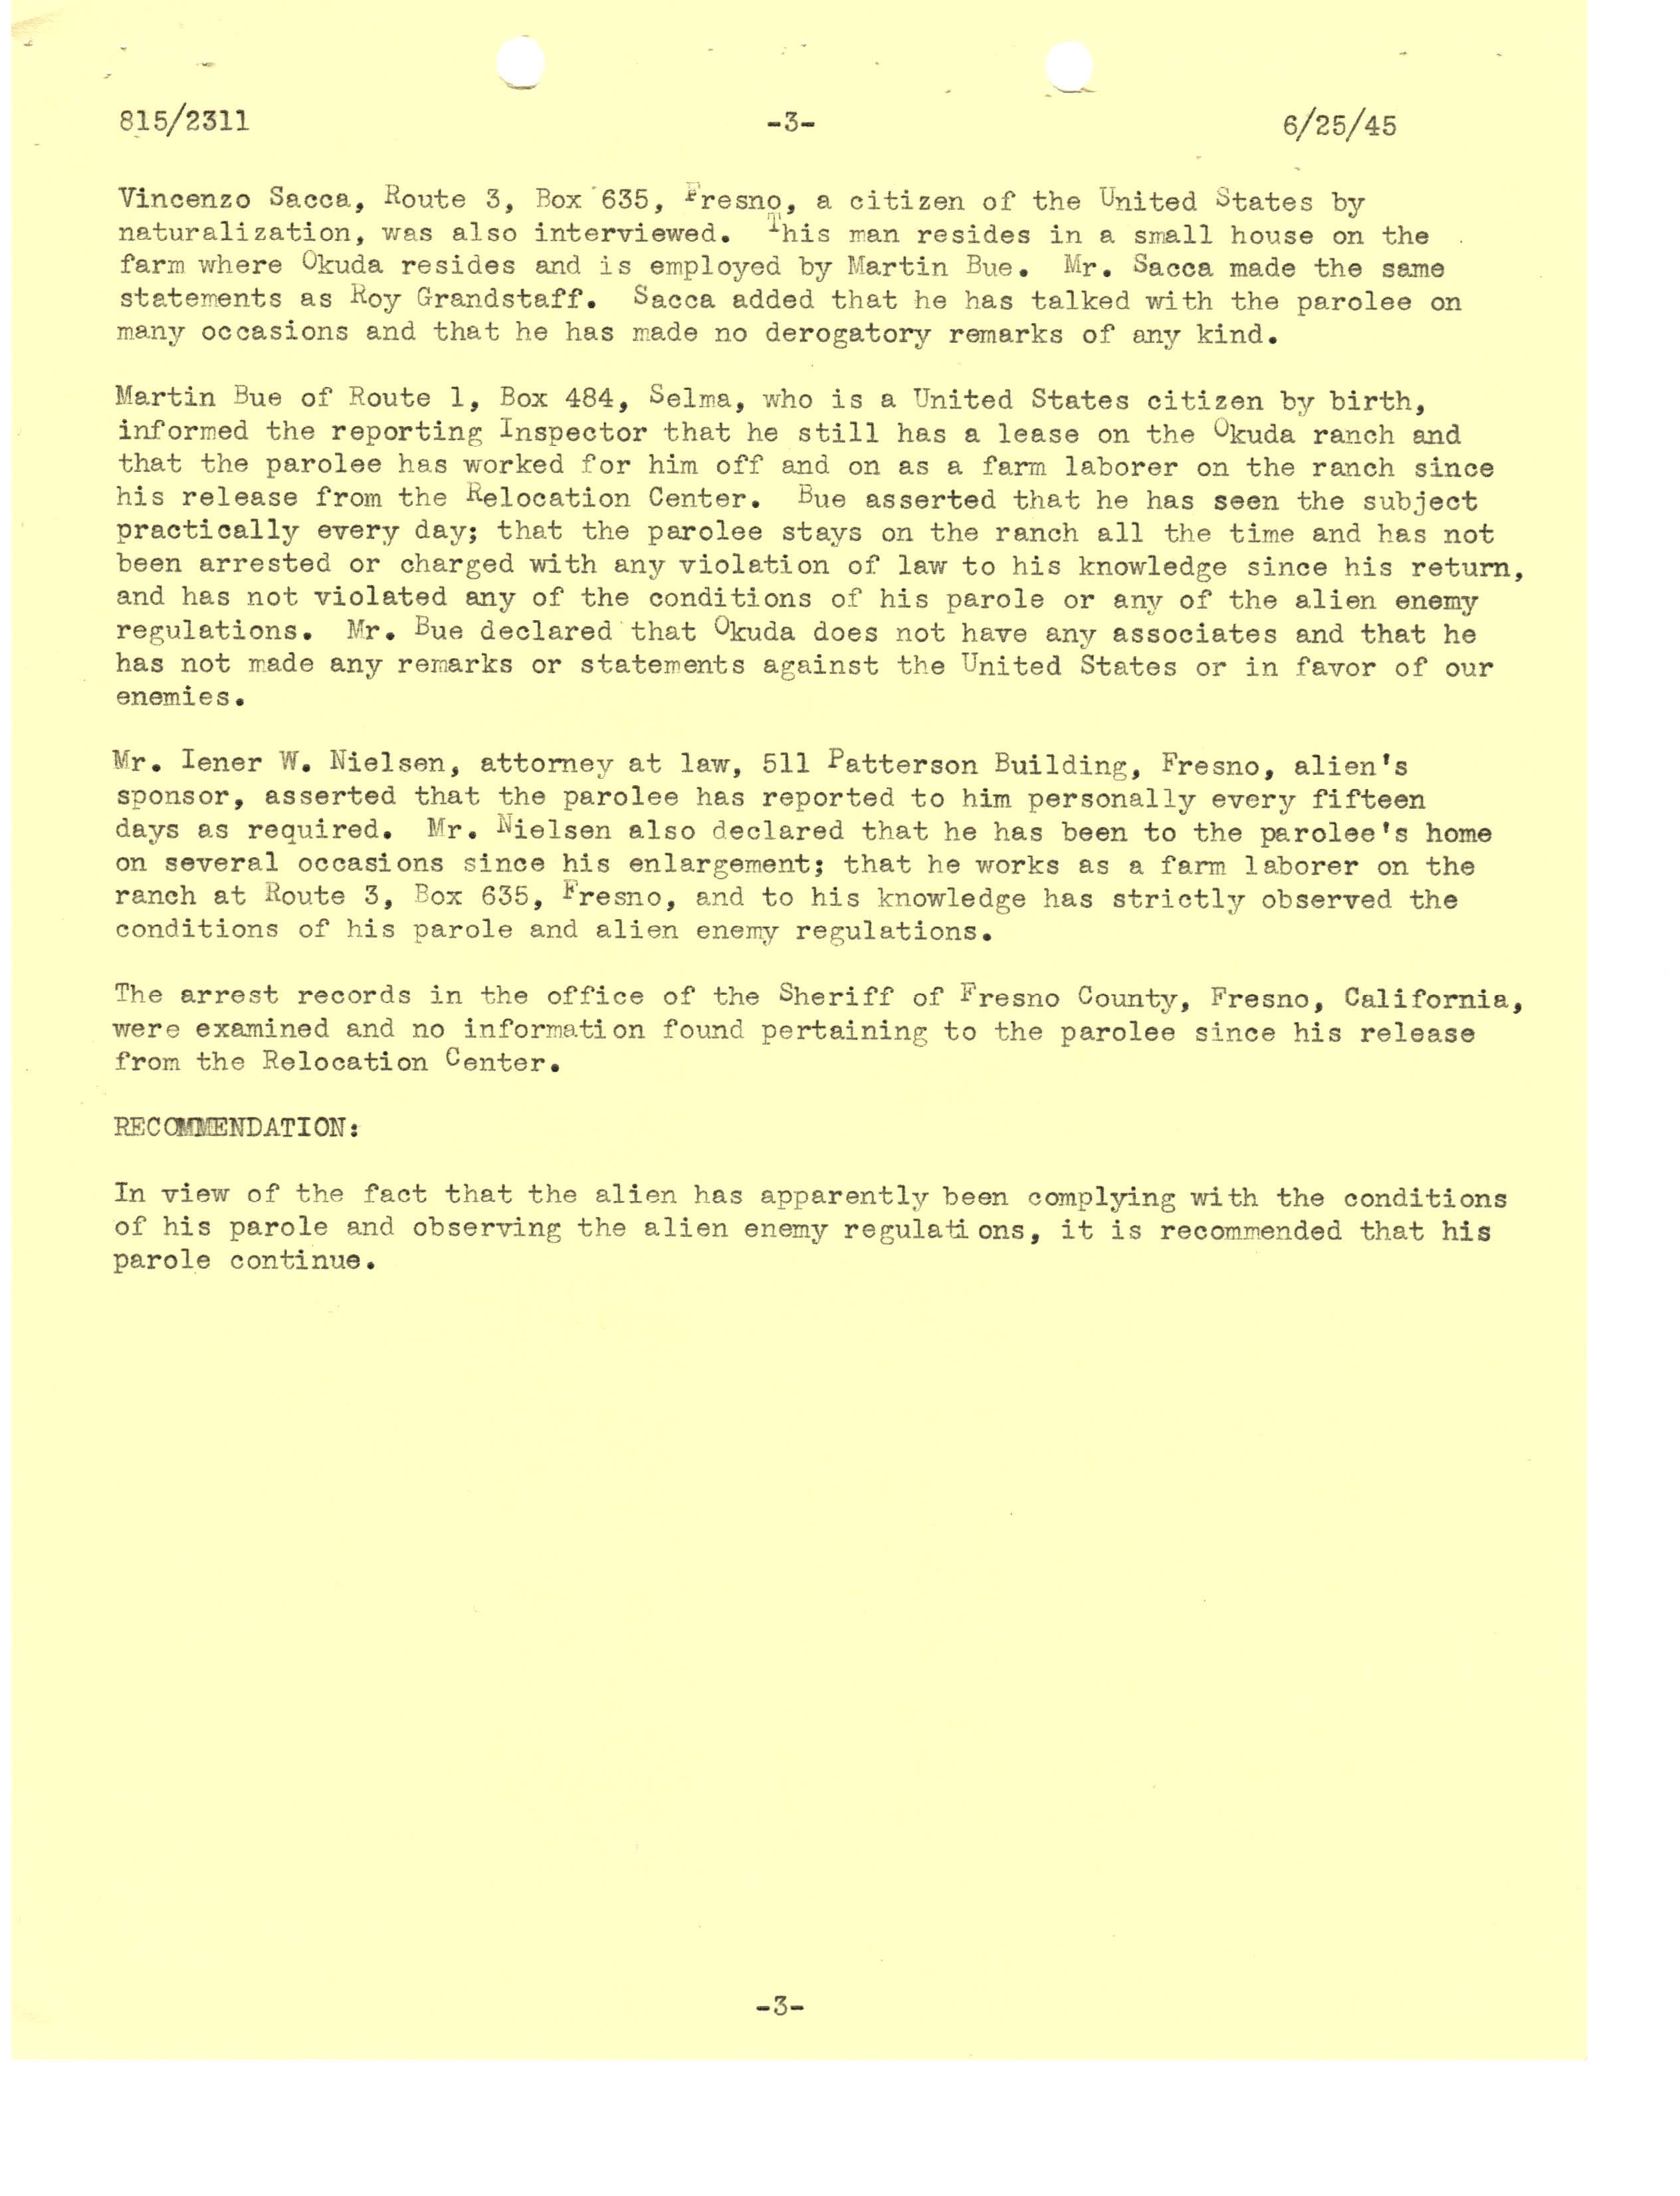 815/2311 -3- 6/25/45
Vincenzo Sacca, Route 3, Box 635, Fresno, a citizen of the United States by
naturalization, was also interviewed. This man resides in a small house on the
farm where Okuda resides and is employed by Martin Bue. Mr. Sacca made the same
statements as Roy Grandstaff. Sacca added that he has talked with the parolee on
many occasions and that he has made no derogatory remarks of any kind.
Martin Bue of Route 1, Box 484, Selma, who is a United States citizen by birth,
informed the reporting Inspector that he still has a lease on the Okuda ranch and
that the parolee has worked for him off and on as a farm laborer on the ranch since
his release from the Relocation Center. Bue asserted that he has seen the subject
practically every day; that the parolee stays on the ranch all the time and has not
been arrested or charged with any violation of law to his knowledge since his return,
and has not violated any of the conditions of his parole or any of the alien enemy
regulations. Mr. Bue declared that Okuda does not have any associates and that he
has not made any remarks or statements against the United States or in favor of our
enemies.
Mr. Iener W. Nielsen, attorney at law, 511 Patterson Building, Fresno, alien's
sponsor, asserted that the parolee has reported to him personally every fifteen
days as required. Mr. Nielsen also declared that he has been to the parolee's home
on several occasions since his enlargement; that he works as a farm laborer on the
ranch at Route 3, Box 635, Fresno, and to his knowledge has strictly observed the
conditions of his parole and alien enemy regulations.
The arrest records in the office of the Sheriff of Fresno County, Fresno, California,
were examined and no information found pertaining to the parolee since his release
from the Relocation Center.
RECOMMENDATION:
In view of the fact that the alien has apparently been complying with the conditions
of his parole and observing the alien enemy regulations, it is recommended that his
parole continue.
-3-